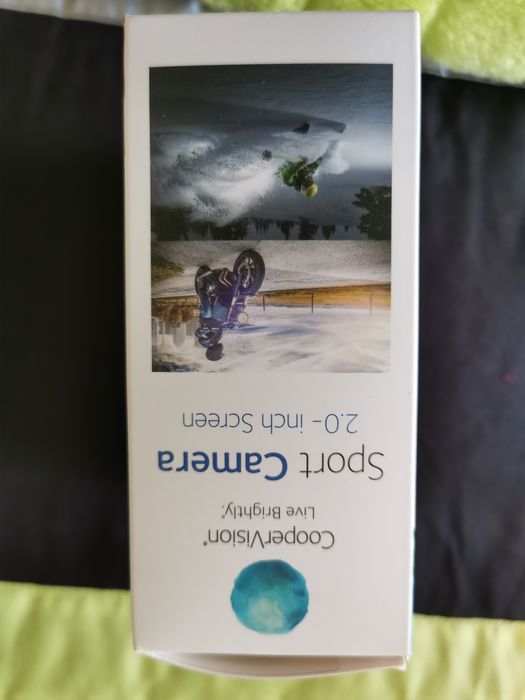 CooperVision®
Live Brightly.
Sport Camera
2.0 - inch Screen